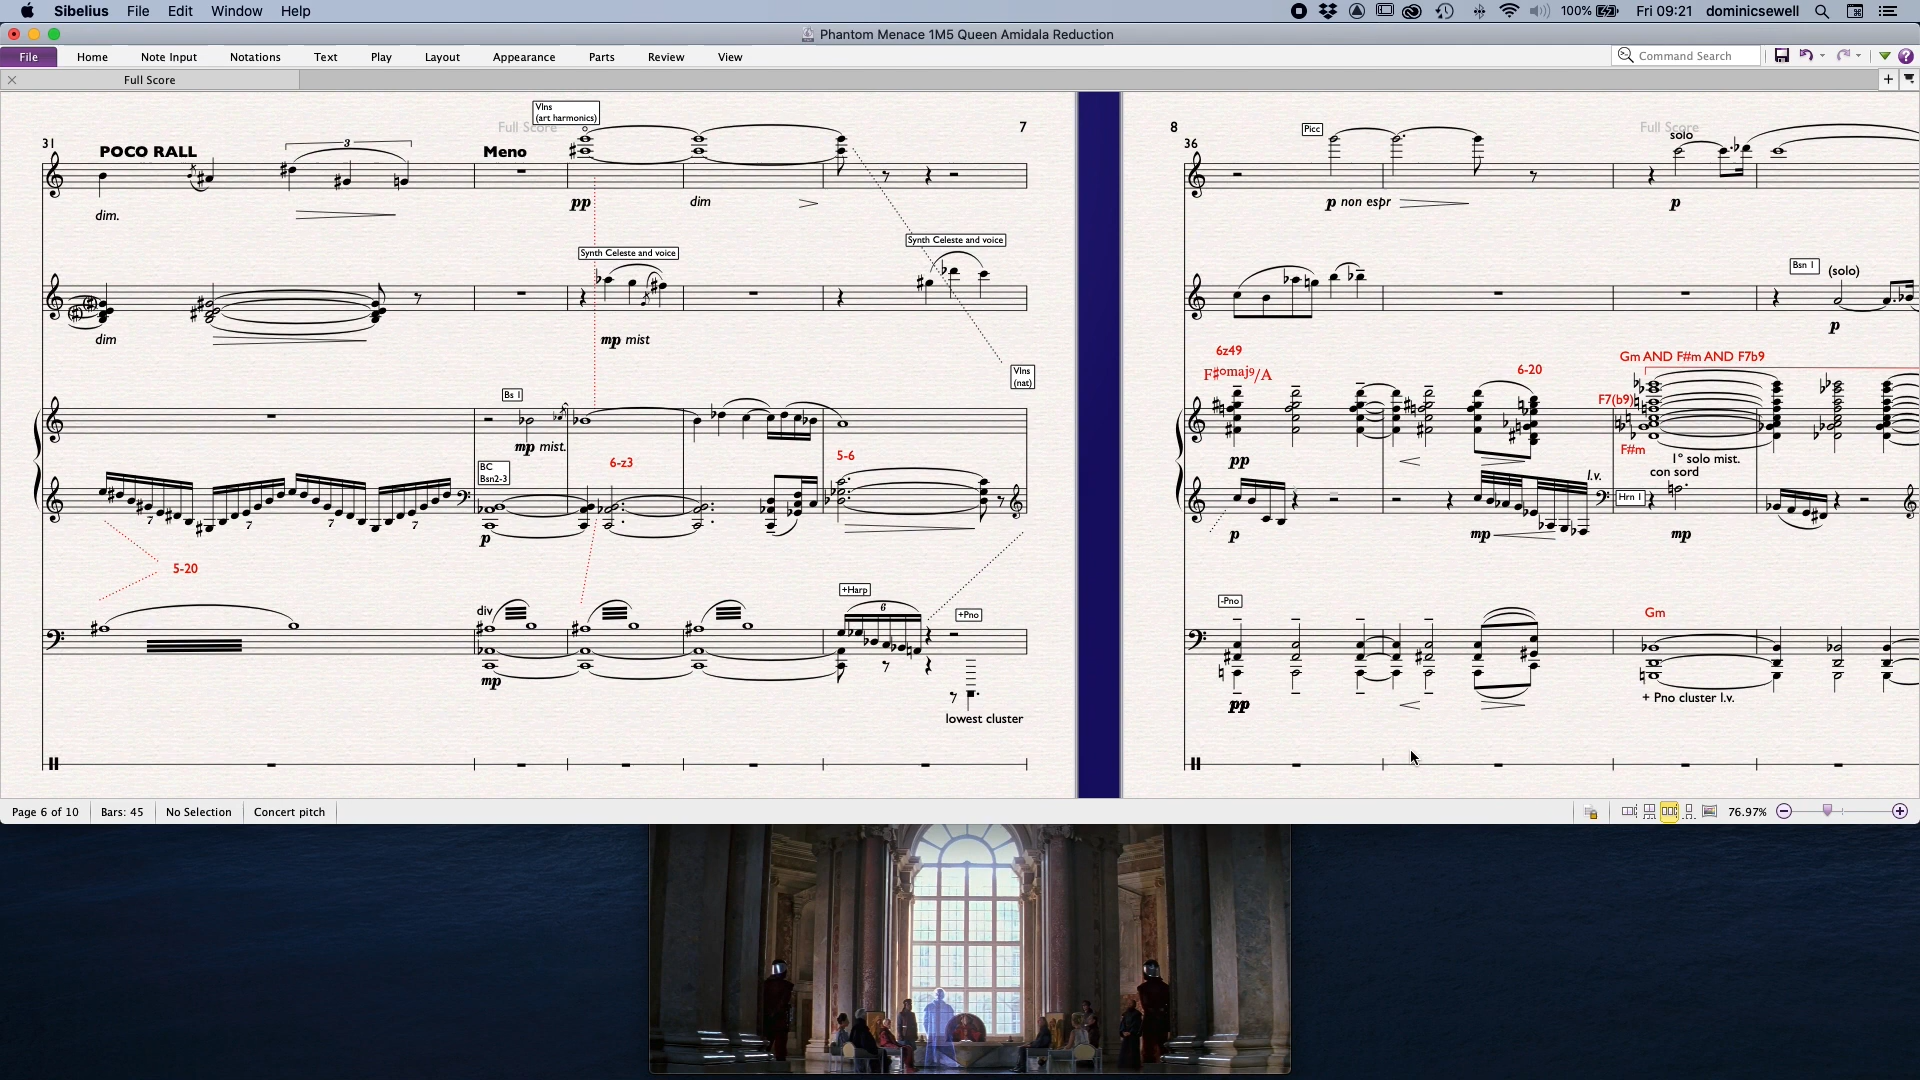 Sibelius File Edit Window Help
100% Fri 09:21 dominicsewell
Phantom Menace 1M5 Queen Amidala Reduction
File Home Note Input Notations Text Play Layout Appearance Parts Review View
Command Search
Full Score
Full Score
Vlns
(art harmonics)
7
31
POCO RALL
3
Meno
dim.
pp
dim
Synth Celeste and voice
Synth Celeste and voice
dim
mp mist
Vlns
(nat)
Bs 1
mp mist.
BC
Bsn2-3
6-z3
5-6
7
7
7
7
p
5-20
div
+Harp
6
+Pno
mp
lowest cluster
8
Full Score
36
Picc
solo
p non espr
p
Bsn 1
(solo)
p
6z49
F#omaj9/A
6-20
Gm AND F#m AND F7b9
F7(b9)
F#m
pp
1° solo mist.
con sord
l.v.
Hrn 1
p
mp
mp
-Pno
Gm
pp
+ Pno cluster l.v.
Page 6 of 10 Bars: 45 No Selection Concert pitch
76.97%